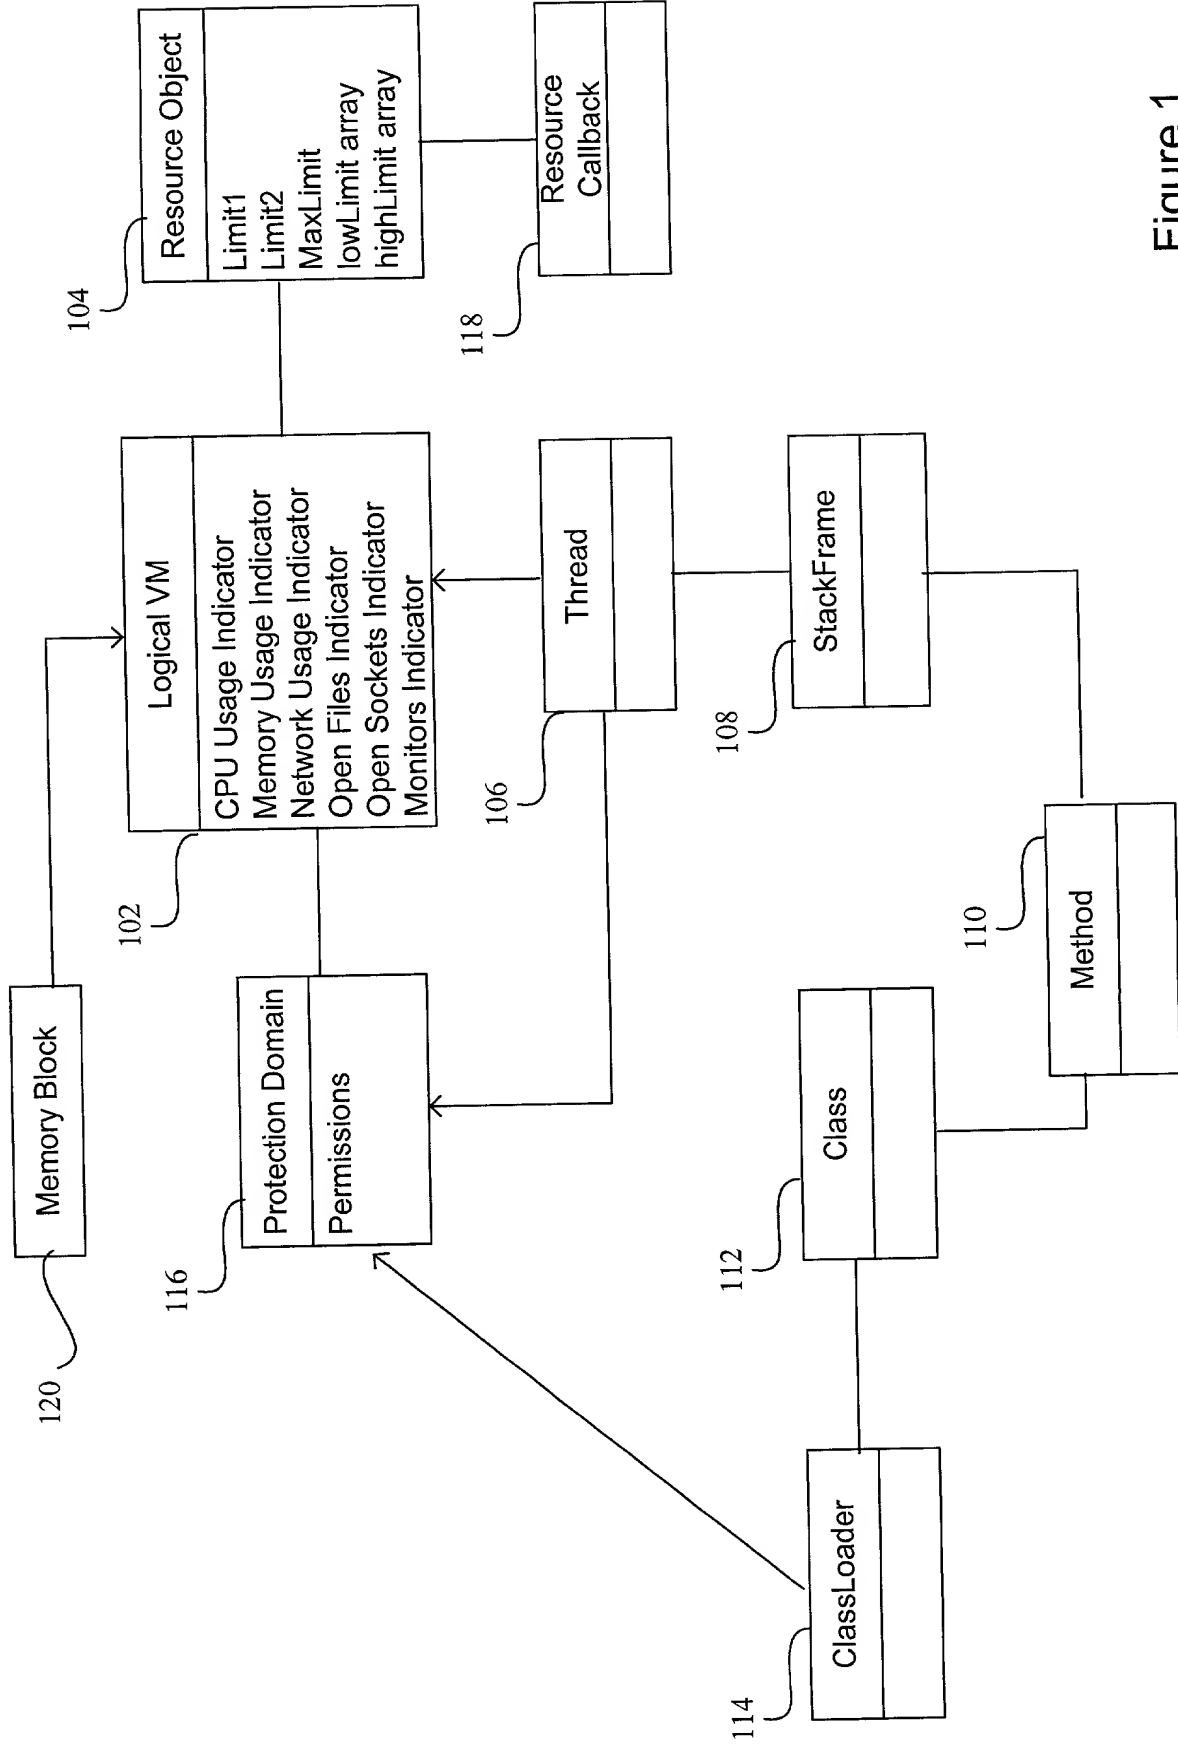 120
Memory Block
102
Logical VM
CPU Usage Indicator
Memory Usage Indicator
Network Usage Indicator
Open Files Indicator
Open Sockets Indicator
Monitors Indicator
104
Resource Object
Limit1
Limit2
MaxLimit
lowLimit array
highLimit array
116
Protection Domain
Permissions
118
Resource
Callback
106
Thread
108
StackFrame
114
ClassLoader
112
Class
110
Method
Figure 1